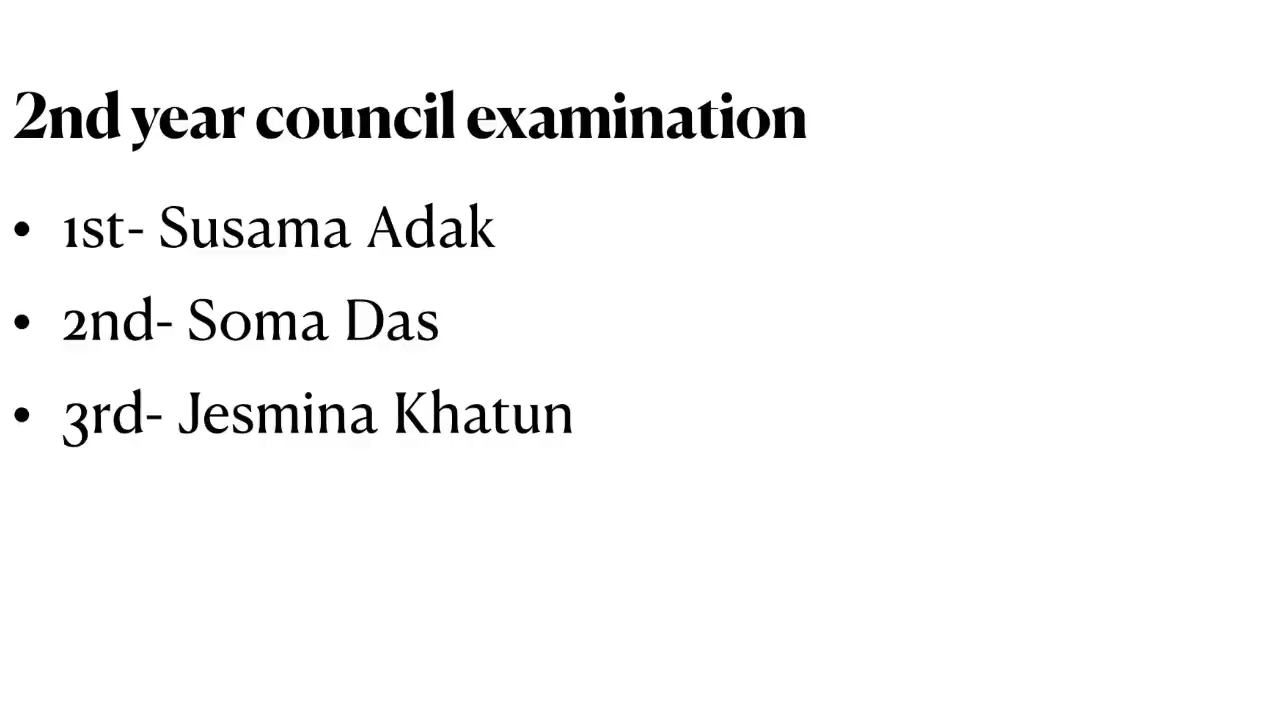 2nd year council examination
• 1st- Susama Adak
• 2nd- Soma Das
• 3rd- Jesmina Khatun